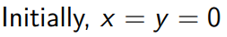 Initially, x = y = 0